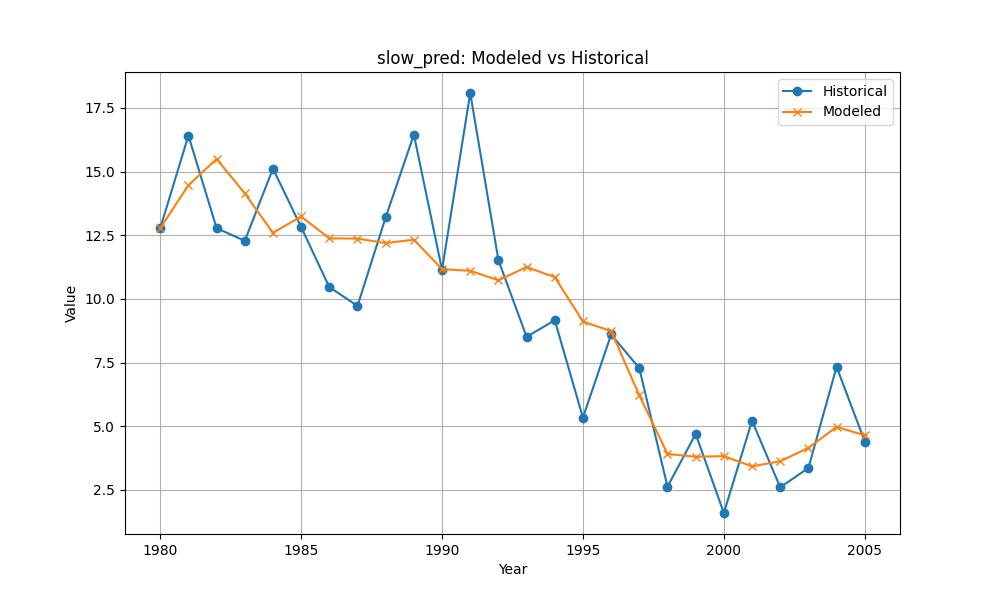 slow_pred: Modeled vs Historical
Historical
Modeled
Value
17.5
15.0
12.5
10.0
7.5
5.0
2.5
1980 1985 1990 1995 2000 2005
Year